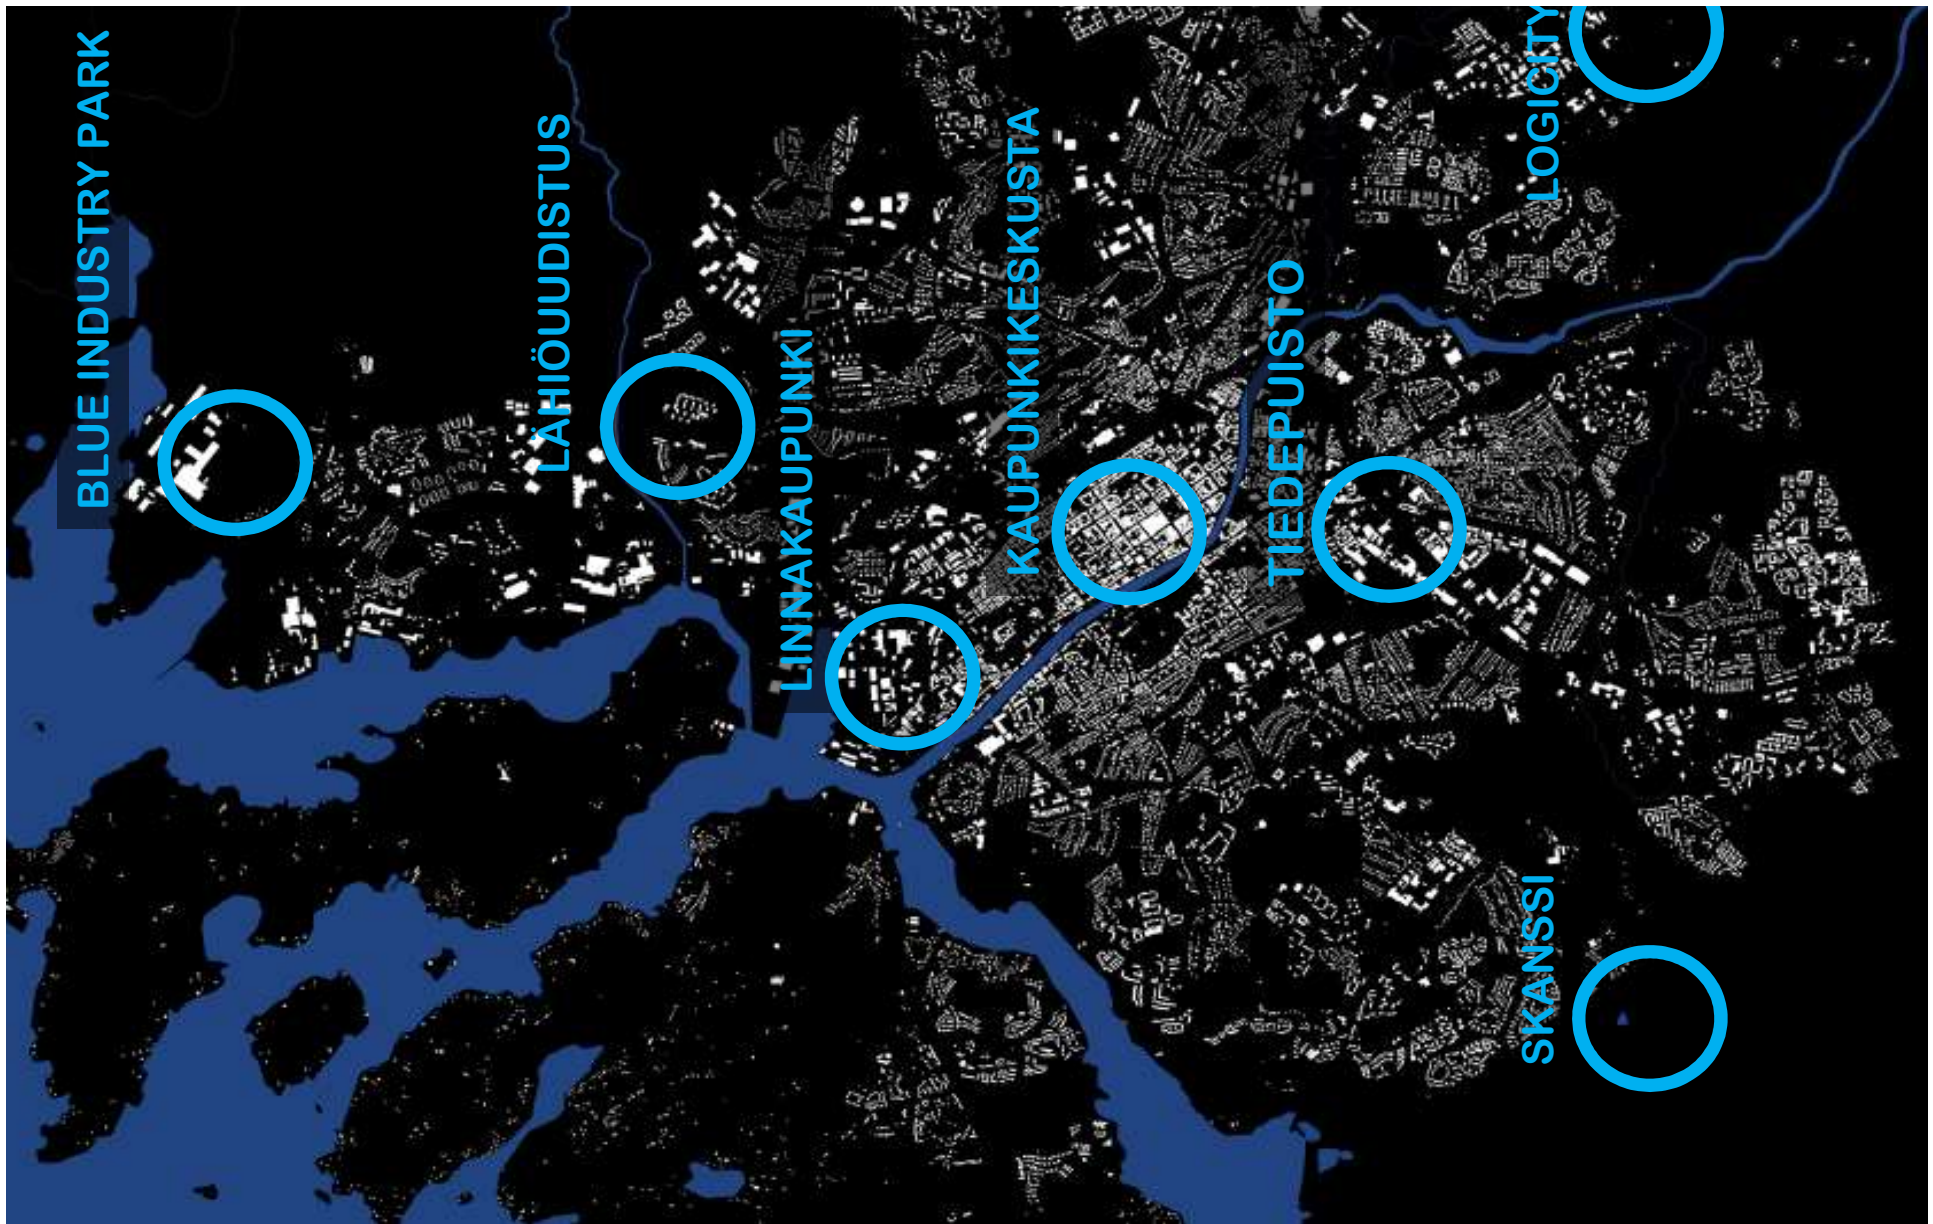 BLUE INDUSTRY PARK
LÄHIÖUUDISTUS
LINNAKAUPUNKI
KAUPUNKIKESKUSTA
TIEDEPUISTO
LOGICITY
SKANSSI